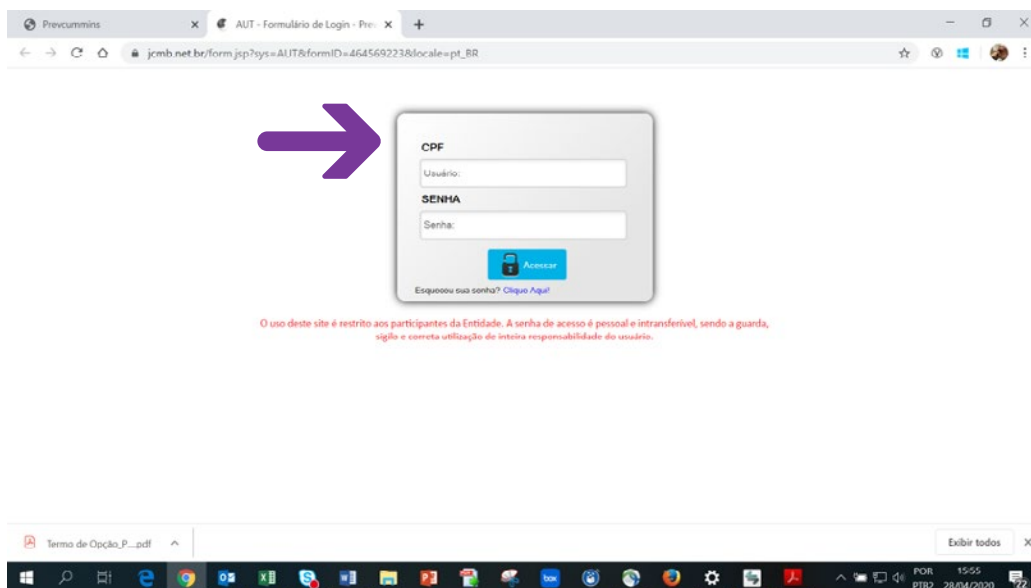 Prevcummins
AUT - Formulário de Login - Prev
jcmb.net.br/form.jsp?sys=AUT&formID=464569223&locale=pt_BR
CPF
Usuário:
SENHA
Senha:
Acessar
Esqueceu sua senha? Clique Aqui!
O uso deste site é restrito aos participantes da Entidade. A senha de acesso é pessoal e intransferível, sendo a guarda,
sigilo e correta utilização de inteira responsabilidade do usuário.
Termo de Opção_P....pdf
Exibir todos
box
POR 15:55
PTB2 28/04/2020